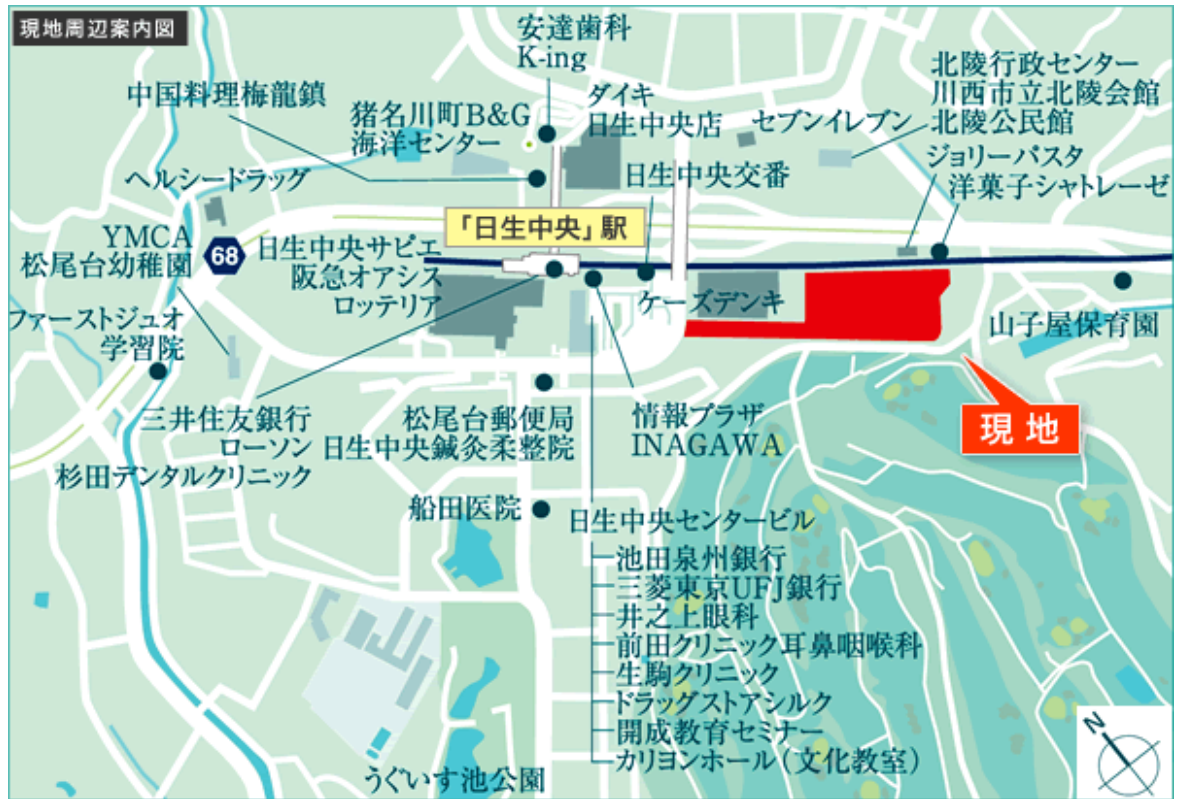 現地周辺案内図
安達歯科
K-ing
中国料理梅龍鎮
猪名川町B&G
海洋センター
ダイキ
日生中央店
セブンイレブン
北陵行政センター
川西市立北陵会館
北陵公民館
ヘルシードラッグ
日生中央交番
ジョリーパスタ
洋菓子シャトレーゼ
「日生中央」駅
YMCA
松尾台幼稚園
68
日生中央サピエ
阪急オアシス
ロッテリア
ケーズデンキ
山子屋保育園
ファーストジュオ
学習院
三井住友銀行
ローソン
杉田デンタルクリニック
松尾台郵便局
日生中央鍼灸柔整院
情報プラザ
INAGAWA
現地
船田医院
日生中央センタービル
池田泉州銀行
三菱東京UFJ銀行
井之上眼科
前田クリニック耳鼻咽喉科
生駒クリニック
ドラッグストアシルク
開成教育セミナー
カリヨンホール（文化教室）
うぐいす池公園
N